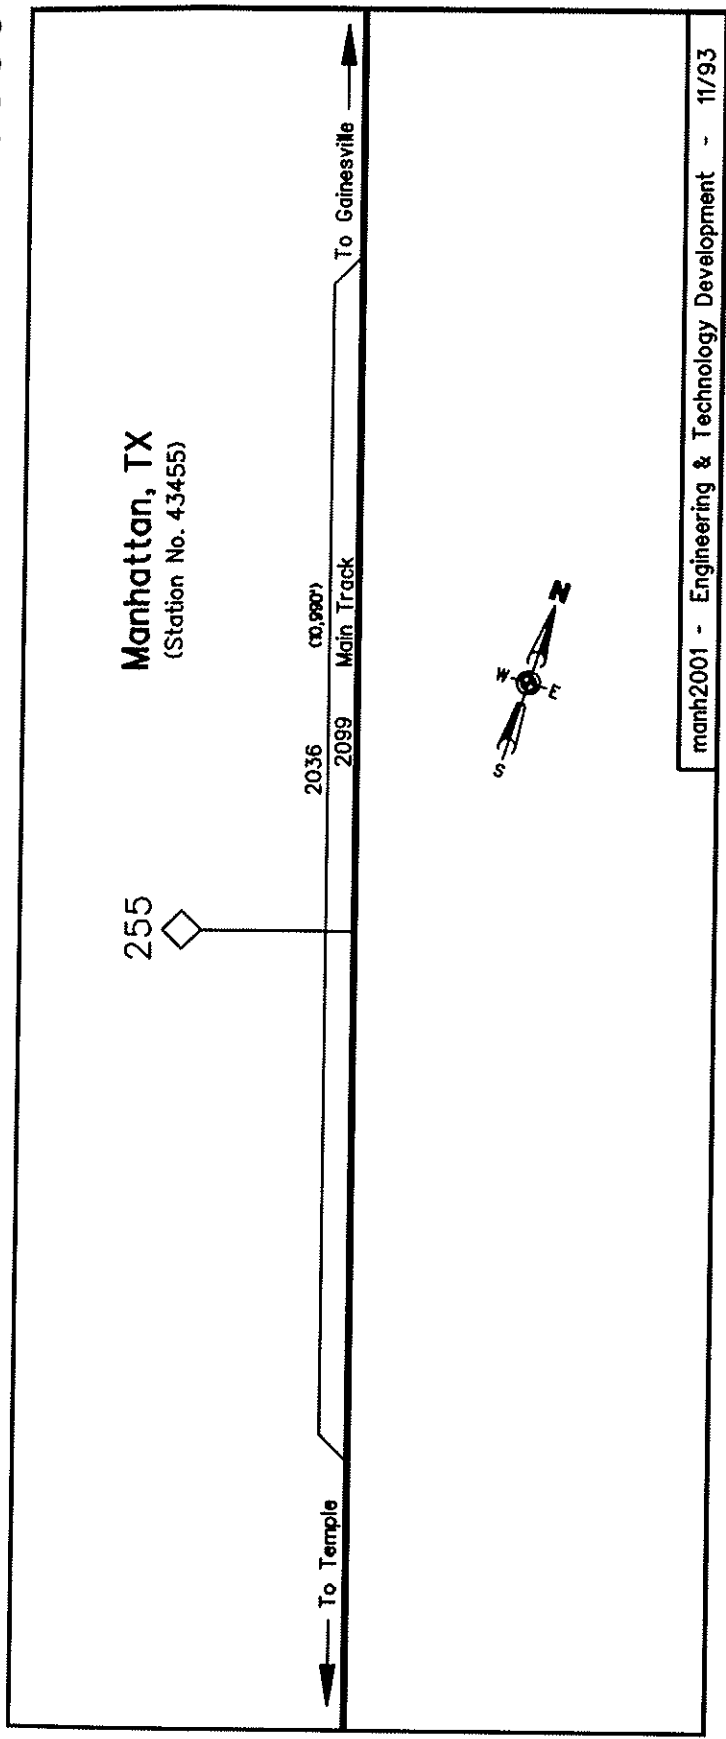 Manhattan, TX
(Station No. 43455)
255
2036 (10,990')
2099 Main Track
To Temple
To Gainesville
N
W
E
S
manh2001 - Engineering & Technology Development - 11/93